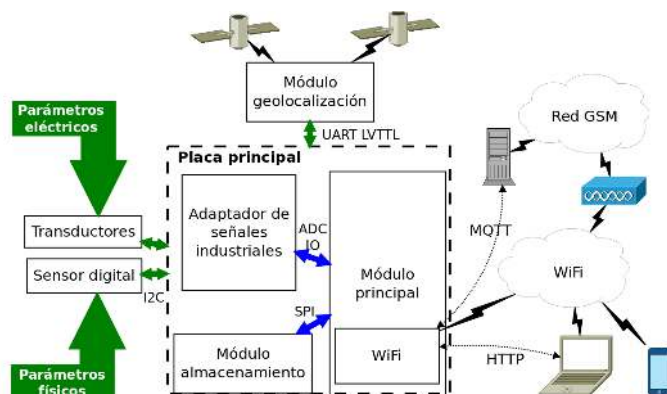 Módulo
geolocalización
UART LVTTL
Parámetros
eléctricos
Placa principal
Red GSM
Adaptador de
señales
industriales
Transductores
ADC
IO
MQTT
Sensor digital
Módulo
principal
WiFi
I2C
SPI
Módulo
almacenamiento
WiFi
HTTP
Parámetros
físicos